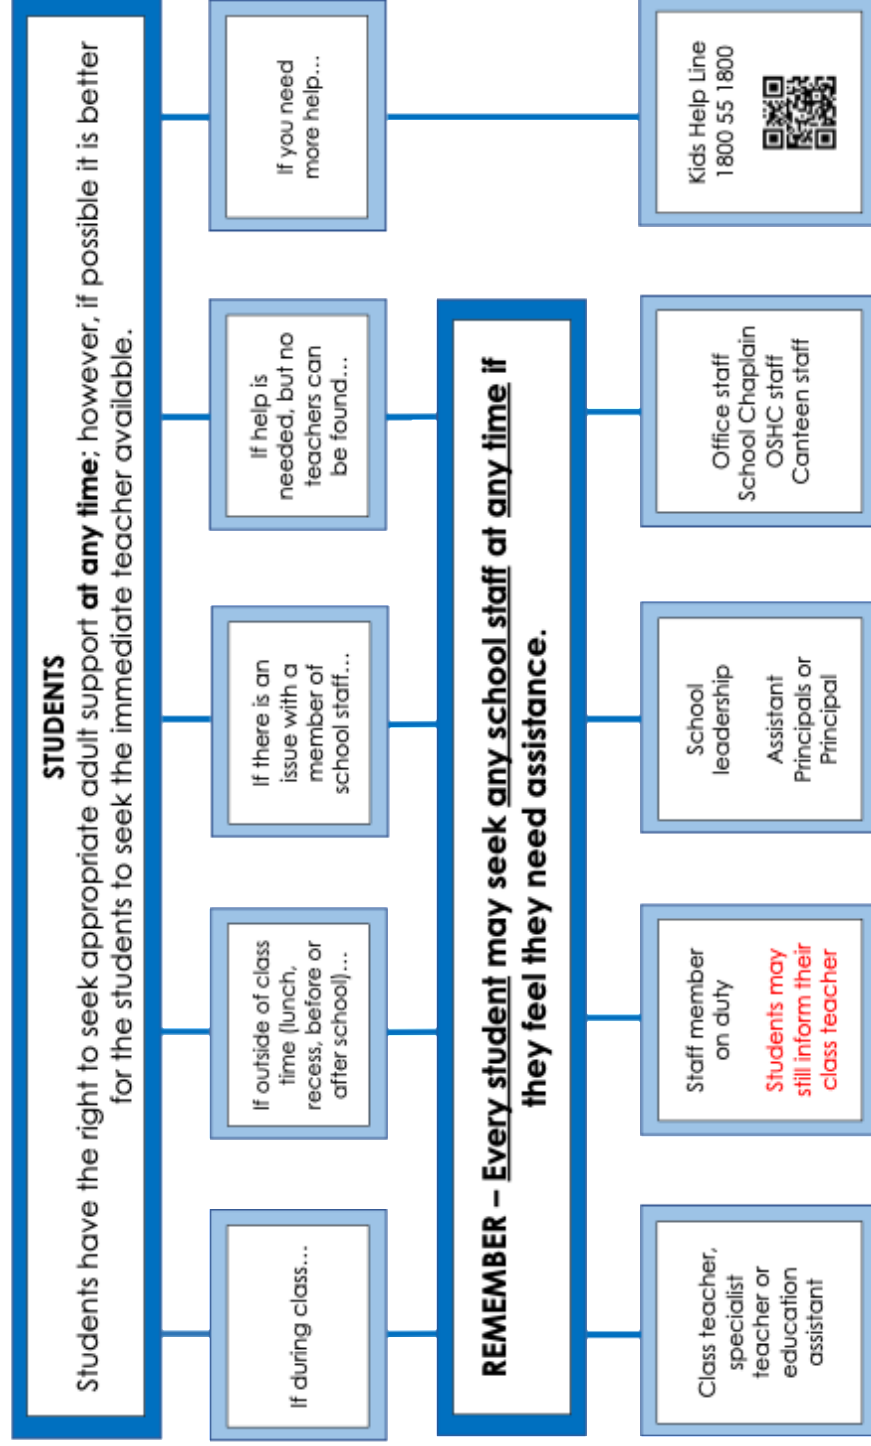 STUDENTS
Students have the right to seek appropriate adult support at any time; however, if possible it is better
for the students to seek the immediate teacher available.
If during class...
If outside of class
time (lunch,
recess, before or
after school)...
If there is an
issue with a
member of
school staff...
If help is
needed, but no
teachers can
be found...
If you need
more help...
REMEMBER – Every student may seek any school staff at any time if
they feel they need assistance.
Class teacher,
specialist
teacher or
education
assistant
Staff member
on duty
Students may
still inform their
class teacher
School
leadership
Assistant
Principals or
Principal
Office staff
School Chaplain
OSHC staff
Canteen staff
Kids Help Line
1800 55 1800